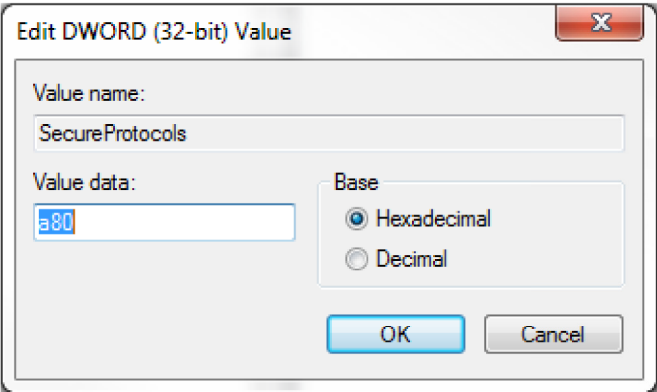 Edit DWORD (32-bit) Value
Value name:
SecureProtocols
Value data:
a80
Base
Hexadecimal
Decimal
OK
Cancel